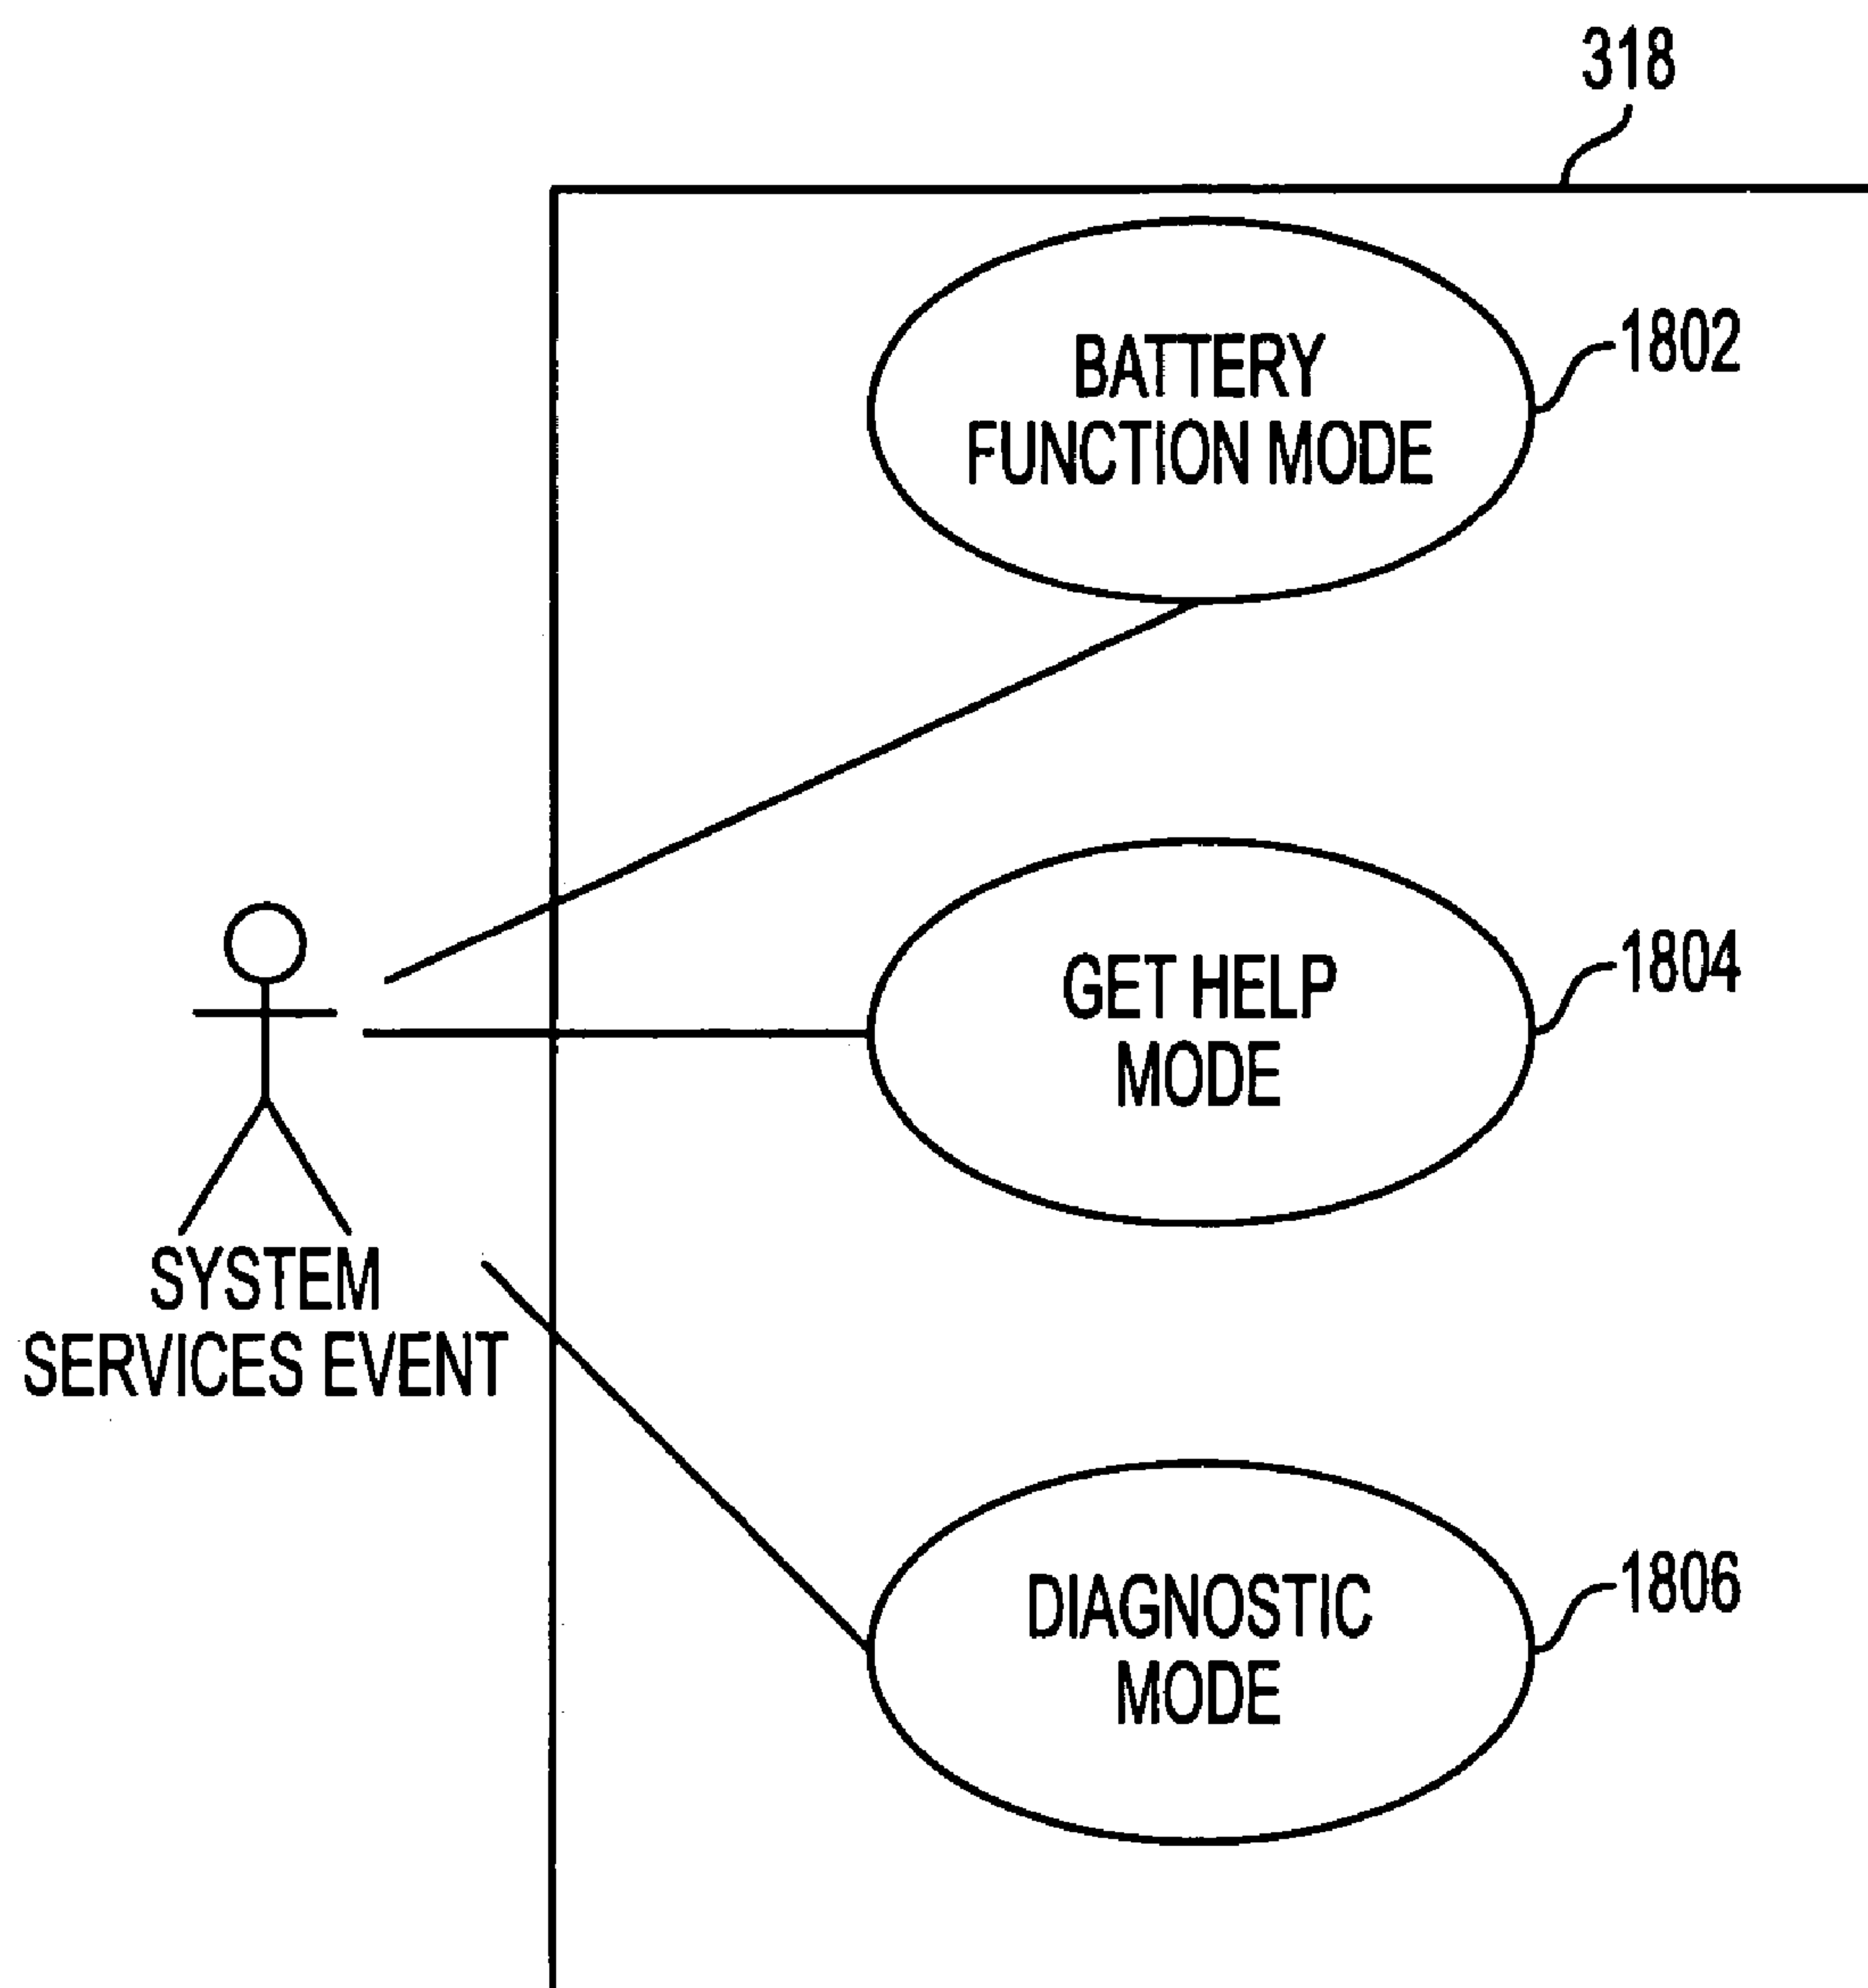 318
BATTERY
FUNCTION MODE
1802
GET HELP
MODE
1804
SYSTEM
SERVICES EVENT
DIAGNOSTIC
MODE
1806